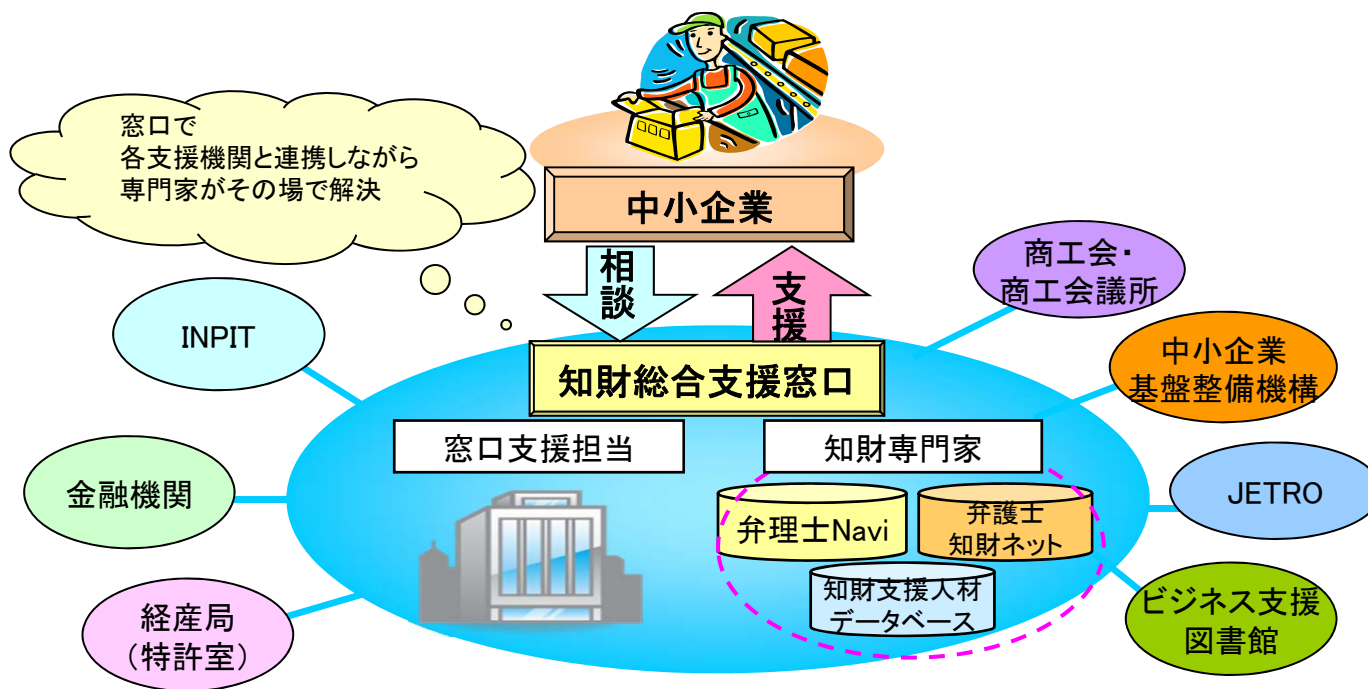 窓口で
各支援機関と連携しながら
専門家がその場で解決
中小企業
相談
支援
商工会・
商工会議所
INPIT
中小企業
基盤整備機構
知財総合支援窓口
窓口支援担当
知財専門家
金融機関
JETRO
弁理士Navi
弁護士
知財ネット
知財支援人材
データベース
経産局
（特許室）
ビジネス支援
図書館